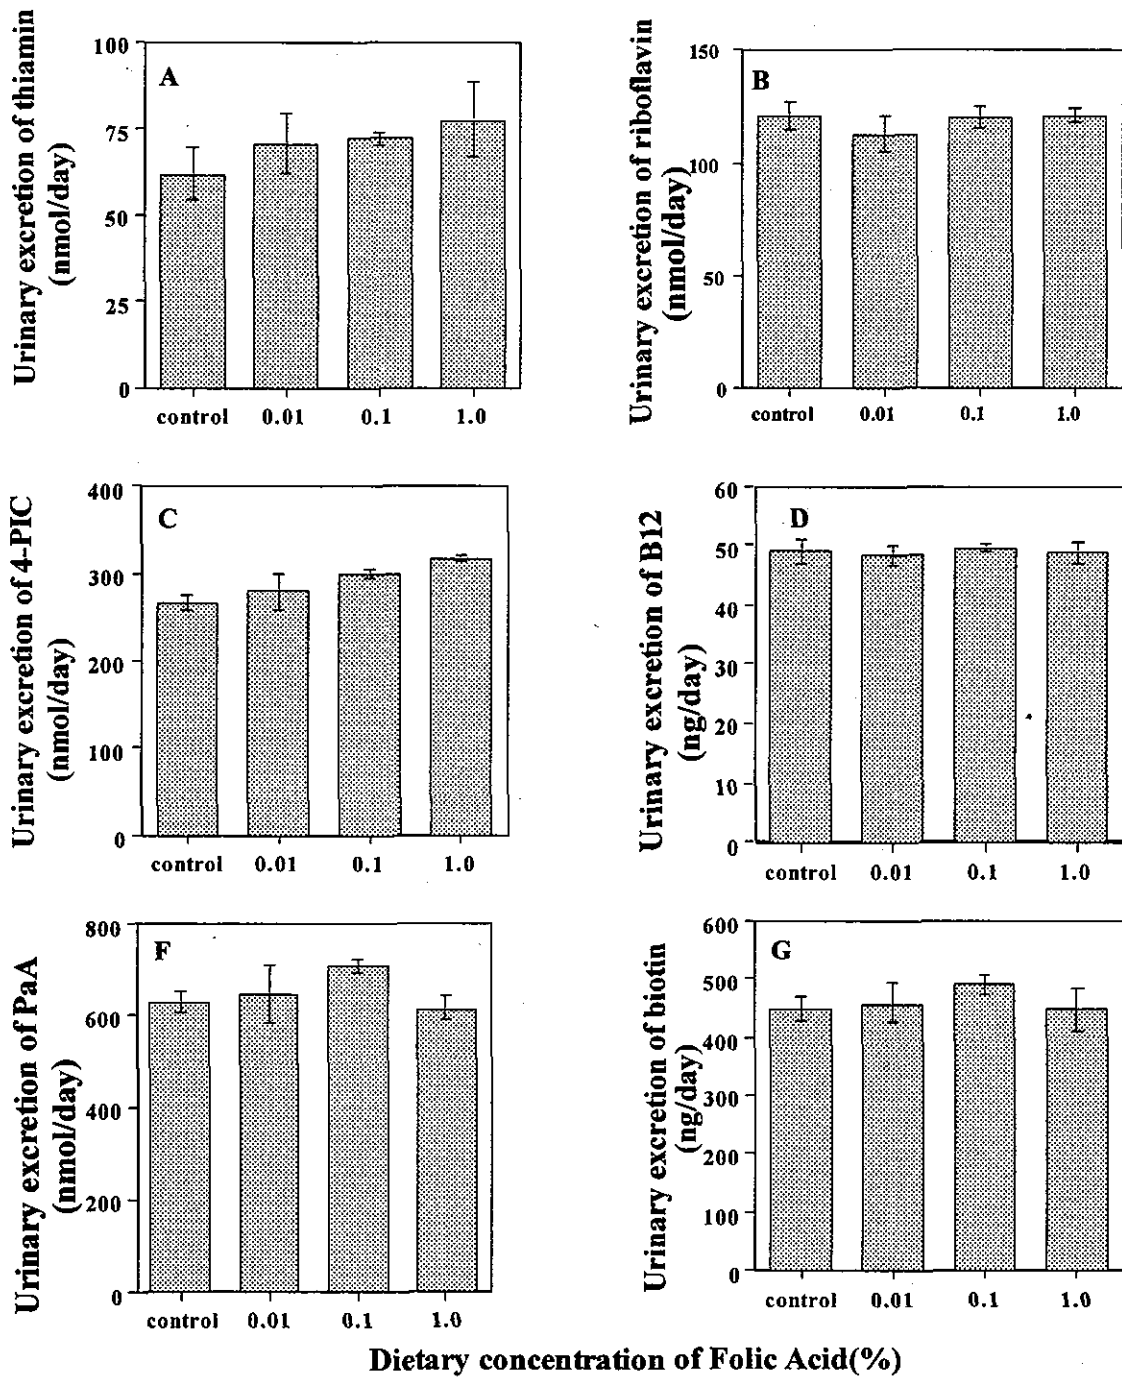 Urinary excretion of thiamin
(nmol/day)
100
75
50
25
0
A
control 0.01 0.1 1.0
Urinary excretion of riboflavin
(nmol/day)
150
100
50
0
B
control 0.01 0.1 1.0
Urinary excretion of 4-PIC
(nmol/day)
400
300
200
100
0
C
control 0.01 0.1 1.0
Urinary excretion of B12
(ng/day)
60
50
40
30
20
10
0
D
control 0.01 0.1 1.0
Urinary excretion of PaA
(nmol/day)
800
600
400
200
0
F
control 0.01 0.1 1.0
Urinary excretion of biotin
(ng/day)
600
500
400
300
200
100
0
G
control 0.01 0.1 1.0
Dietary concentration of Folic Acid(%)